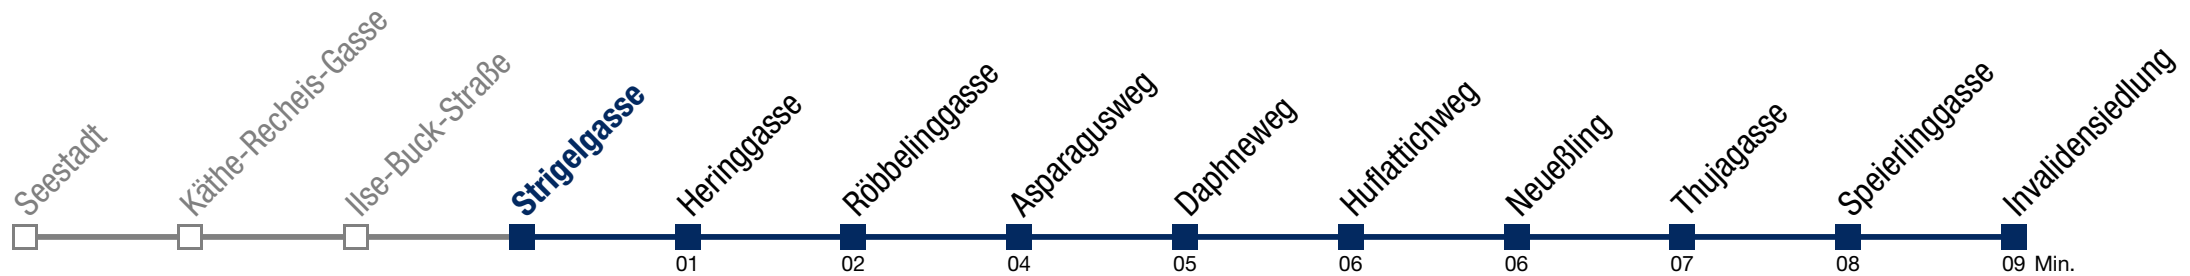 Seestadt
Käthe-Recheis-Gasse
Ilse-Buck-Straße
Strigelgasse
Heringgasse
Röbbelinggasse
Asparagusweg
Daphneweg
Huflattichweg
Neueßling
Thujagasse
Speierlinggasse
Invalidensiedlung
01 02 04 05 06 06 07 08 09 Min.